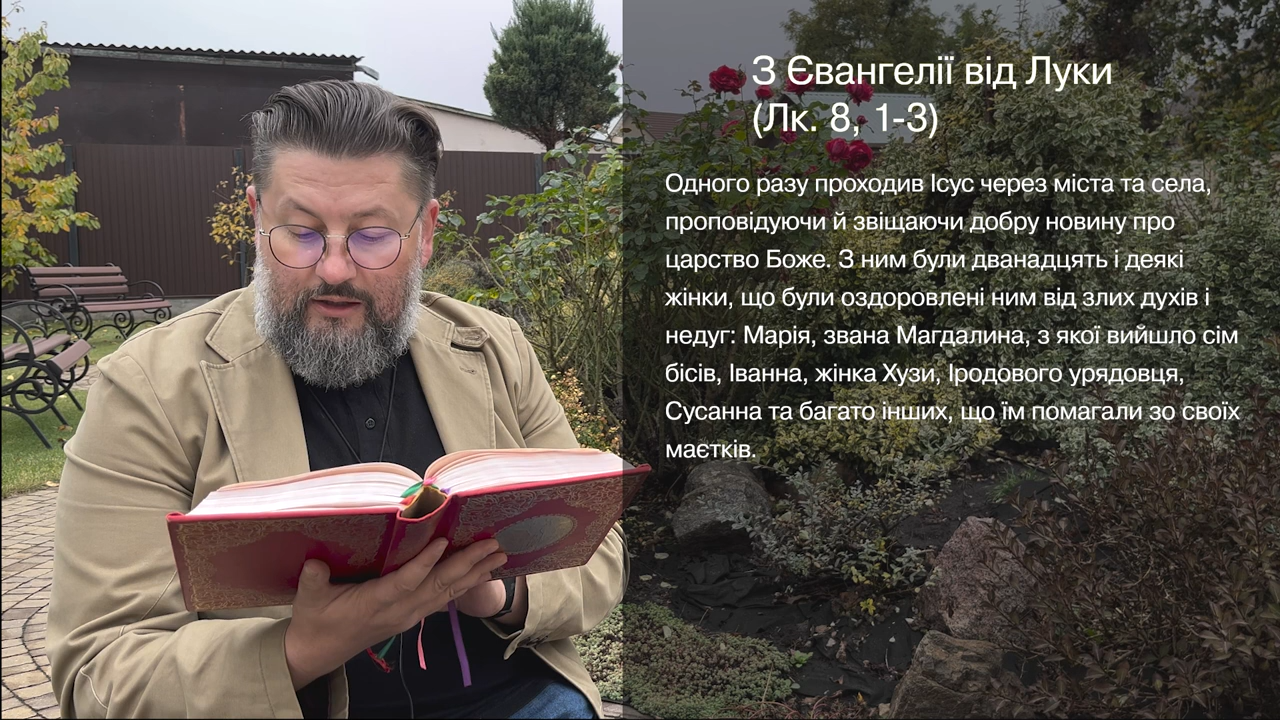 З Євангелії від Луки
(Лк. 8, 1-3)
Одного разу проходив Ісус через міста та села,
проповідуючи й звіщаючи добру новину про
царство Боже. З ним були дванадцять і деякі
жінки, що були оздоровлені ним від злих духів і
недуг: Марія, звана Магдалина, з якої вийшло сім
бісів, Іванна, жінка Хузи, Іродового урядовця,
Сусанна та багато інших, що їм помагали зо своїх
маєтків.